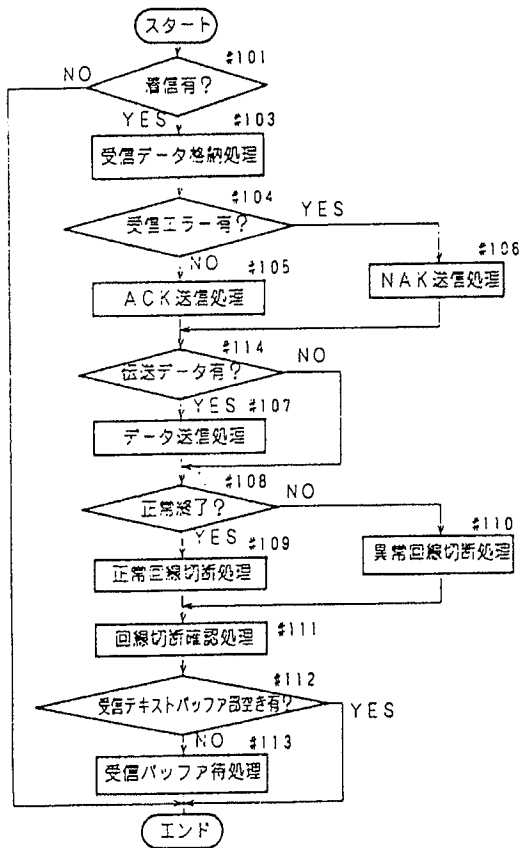 スタート
#101
NO
着信有?
YES
#103
受信データ格納処理
#104
受信エラー有?
YES
NO
#105
#106
ACK送信処理
NAK送信処理
#114
伝送データ有?
NO
YES
#107
データ送信処理
#108
正常終了?
NO
YES
#109
#110
正常回線切断処理
異常回線切断処理
回線切断確認処理
#111
#112
受信テキストバッファ部空き有?
YES
NO
#113
受信バッファ待処理
エンド